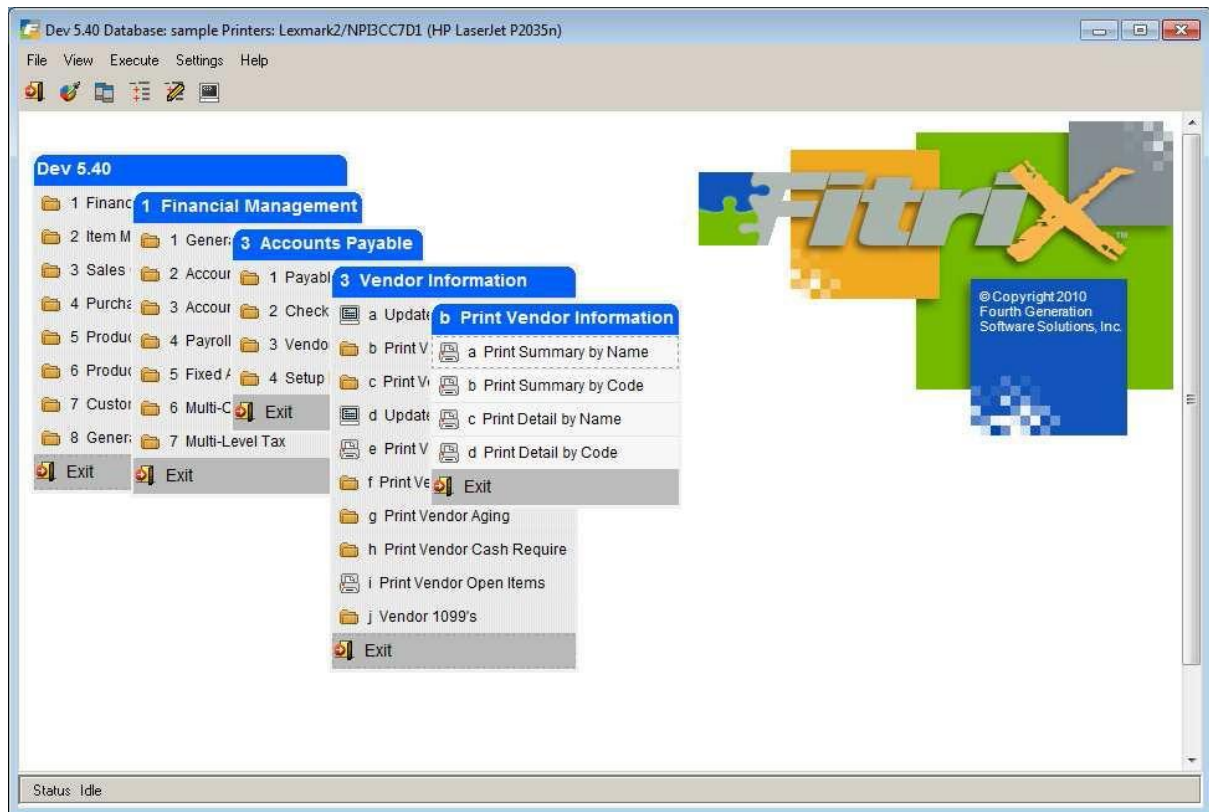 Dev 5.40 Database: sample Printers: Lexmark2/NPI3CC7D1 (HP LaserJet P2035n)
File View Execute Settings Help
Dev 5.40
1 Financ
2 Item M
3 Sales
4 Purcha
5 Produc
6 Produc
7 Custor
8 Genera
Exit
1 Financial Management
1 Genera
2 Accour
3 Accour
4 Payroll
5 Fixed A
6 Multi-C
7 Multi-Level Tax
Exit
3 Accounts Payable
1 Payabl
2 Check
3 Vendo
4 Setup
Exit
3 Vendor Information
a Update
b Print V
c Print Ve
d Update
e Print V
f Print Ve
g Print Vendor Aging
h Print Vendor Cash Require
i Print Vendor Open Items
j Vendor 1099's
Exit
b Print Vendor Information
a Print Summary by Name
b Print Summary by Code
c Print Detail by Name
d Print Detail by Code
Exit
FitriX™
© Copyright 2010
Fourth Generation
Software Solutions, Inc.
Status Idle